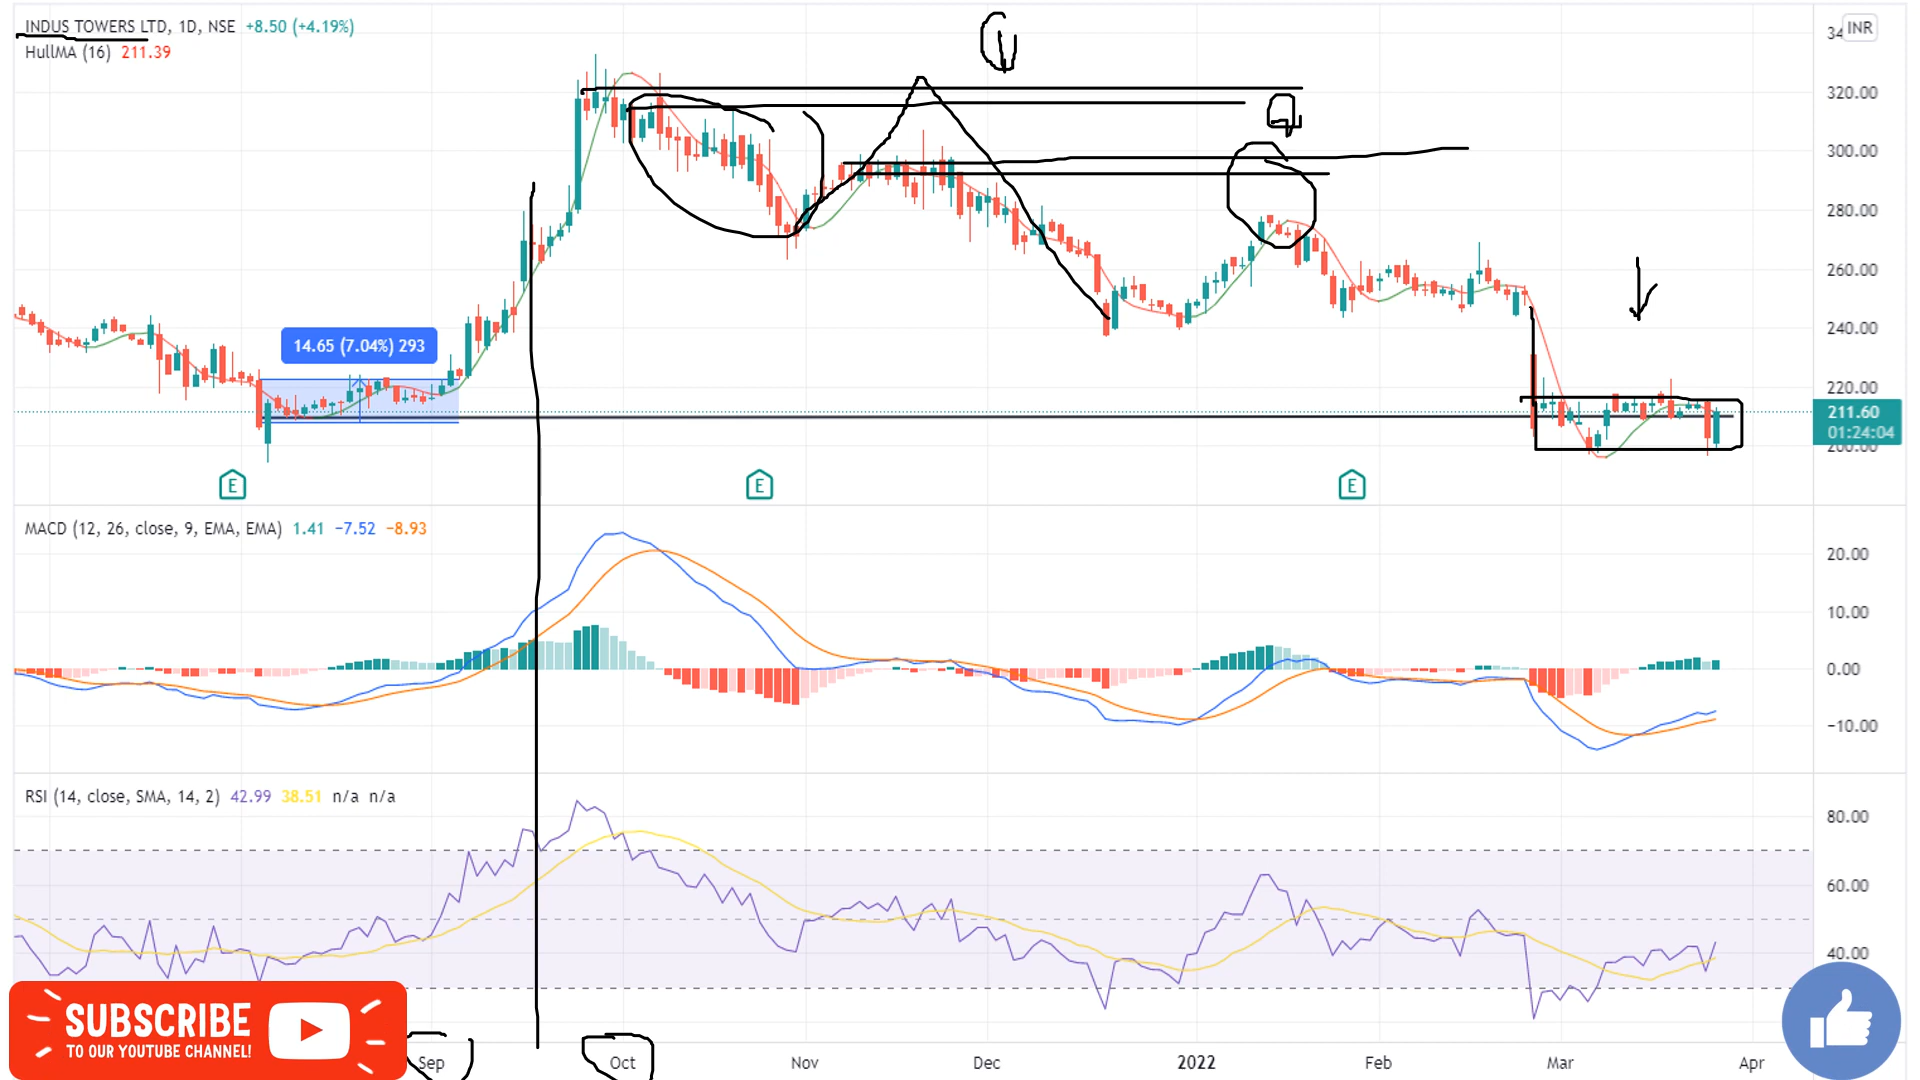 INDUS TOWERS LTD, 1D, NSE +8.50 (+4.19%)
HullMA (16) 211.39
INR
320.00
300.00
280.00
260.00
240.00
220.00
211.60
01:24:04
200.00
14.65 (7.04%) 293
E
E
E
MACD (12, 26, close, 9, EMA, EMA) 1.41 −7.52 −8.93
20.00
10.00
0.00
−10.00
RSI (14, close, SMA, 14, 2) 42.99 38.51 n/a n/a
80.00
60.00
40.00
SUBSCRIBE
TO OUR YOUTUBE CHANNEL!
Sep Oct Nov Dec 2022 Feb Mar Apr